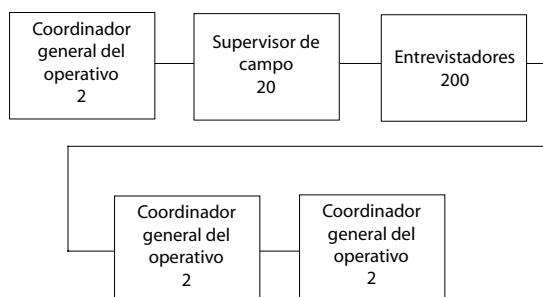 Coordinador
general del
operativo
2
Supervisor de
campo
20
Entrevistadores
200
Coordinador
general del
operativo
2
Coordinador
general del
operativo
2